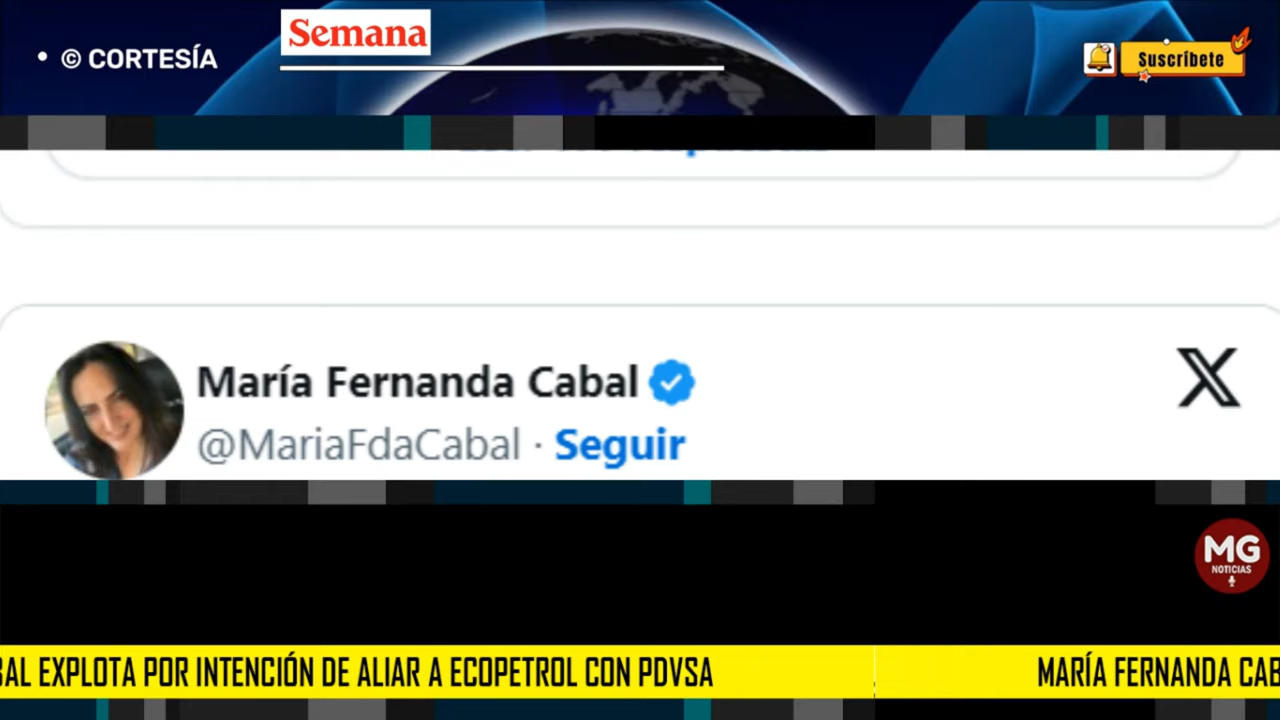 • © CORTESÍA
Semana
Suscríbete
María Fernanda Cabal
@MariaFdaCabal · Seguir
MG
NOTICIAS
BAL EXPLOTA POR INTENCIÓN DE ALIAR A ECOPETROL CON PDVSA
MARÍA FERNANDA CAB